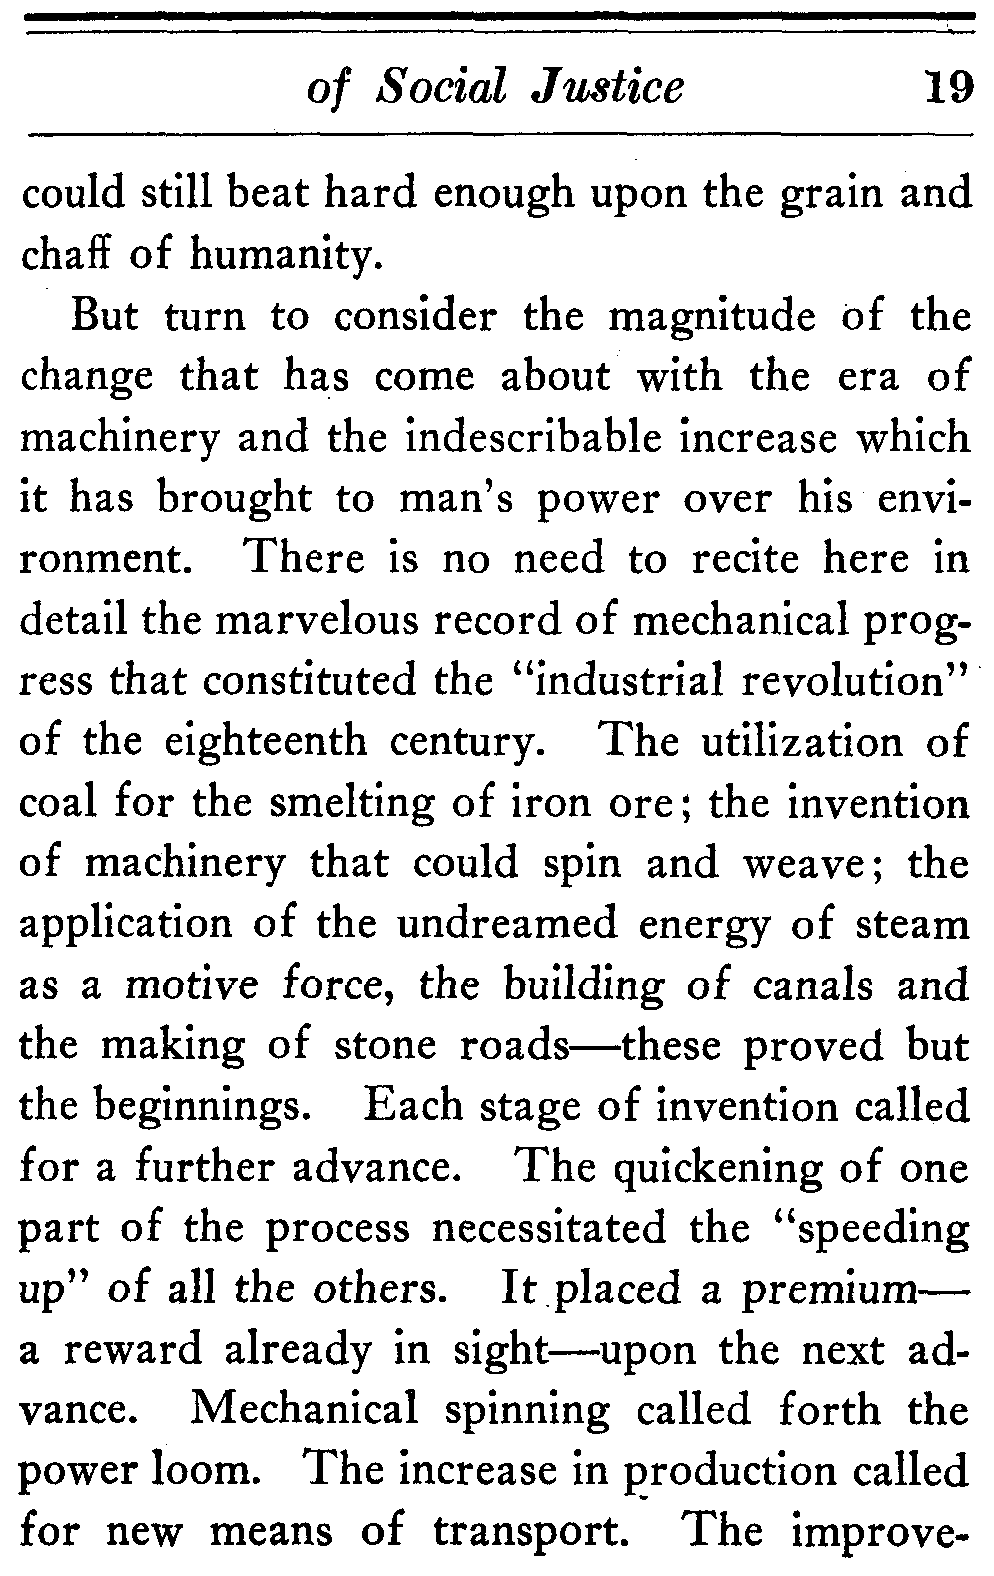 of Social Justice 19
could still beat hard enough upon the grain and
chaff of humanity.
But turn to consider the magnitude of the
change that has come about with the era of
machinery and the indescribable increase which
it has brought to man's power over his envi-
ronment. There is no need to recite here in
detail the marvelous record of mechanical prog-
ress that constituted the "industrial revolution"
of the eighteenth century. The utilization of
coal for the smelting of iron ore; the invention
of machinery that could spin and weave; the
application of the undreamed energy of steam
as a motive force, the building of canals and
the making of stone roads—these proved but
the beginnings. Each stage of invention called
for a further advance. The quickening of one
part of the process necessitated the "speeding
up" of all the others. It placed a premium—
a reward already in sight—upon the next ad-
vance. Mechanical spinning called forth the
power loom. The increase in production called
for new means of transport. The improve-